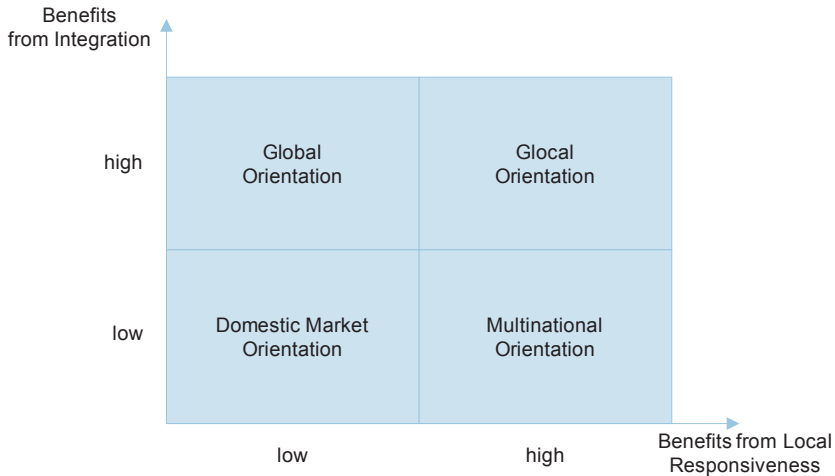 Benefits
from Integration
high
Global
Orientation
Glocal
Orientation
low
Domestic Market
Orientation
Multinational
Orientation
low
high
Benefits from Local
Responsiveness